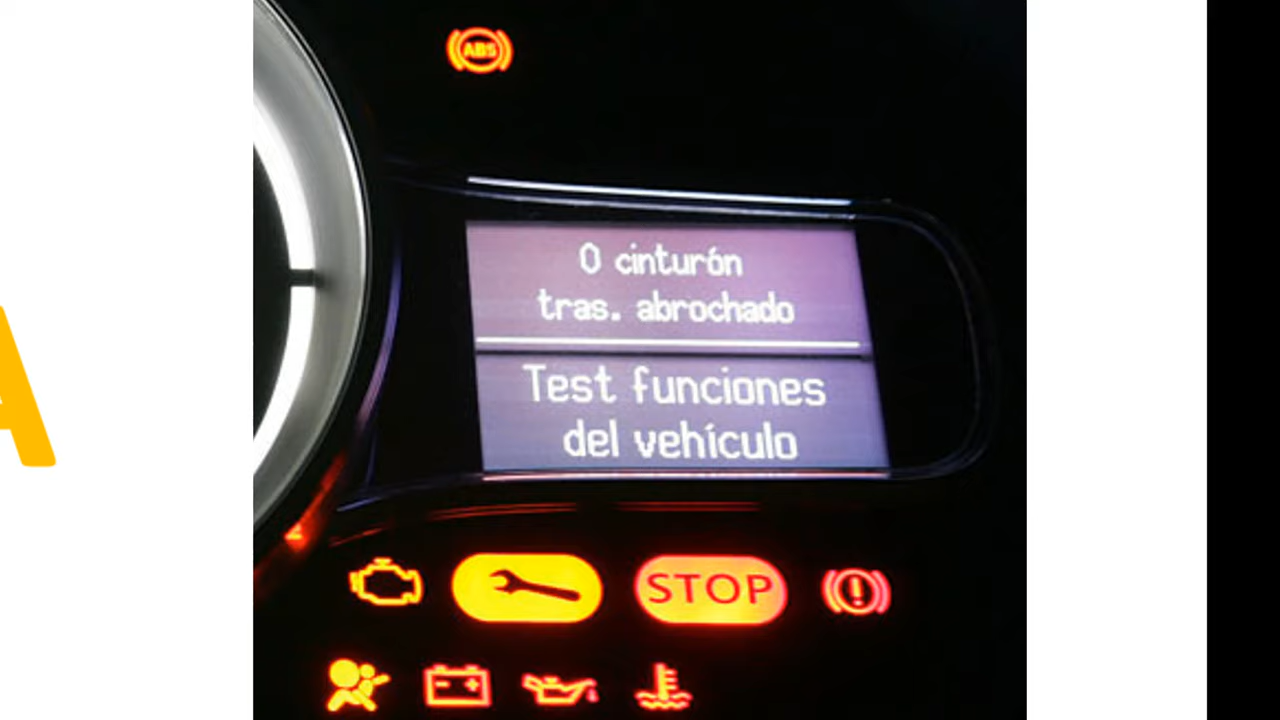 A
ABS
0 cinturón
tras. abrochado
Test funciones
del vehículo
STOP